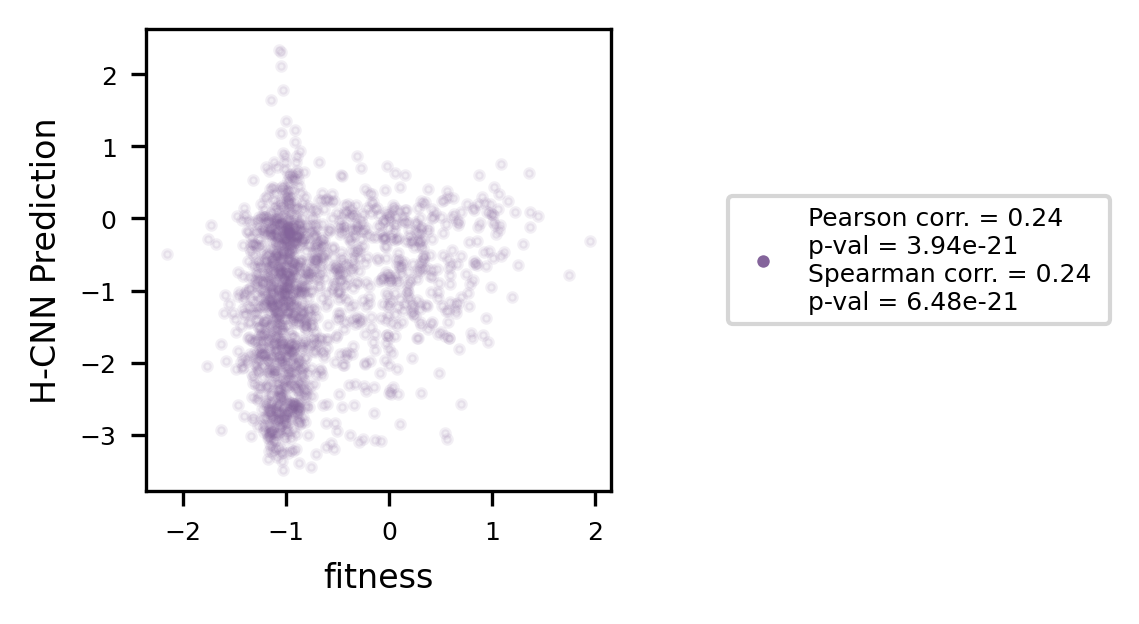 H-CNN Prediction
2
1
0
−1
−2
−3
−2
−1
0
1
2
fitness
Pearson corr. = 0.24
p-val = 3.94e-21
Spearman corr. = 0.24
p-val = 6.48e-21